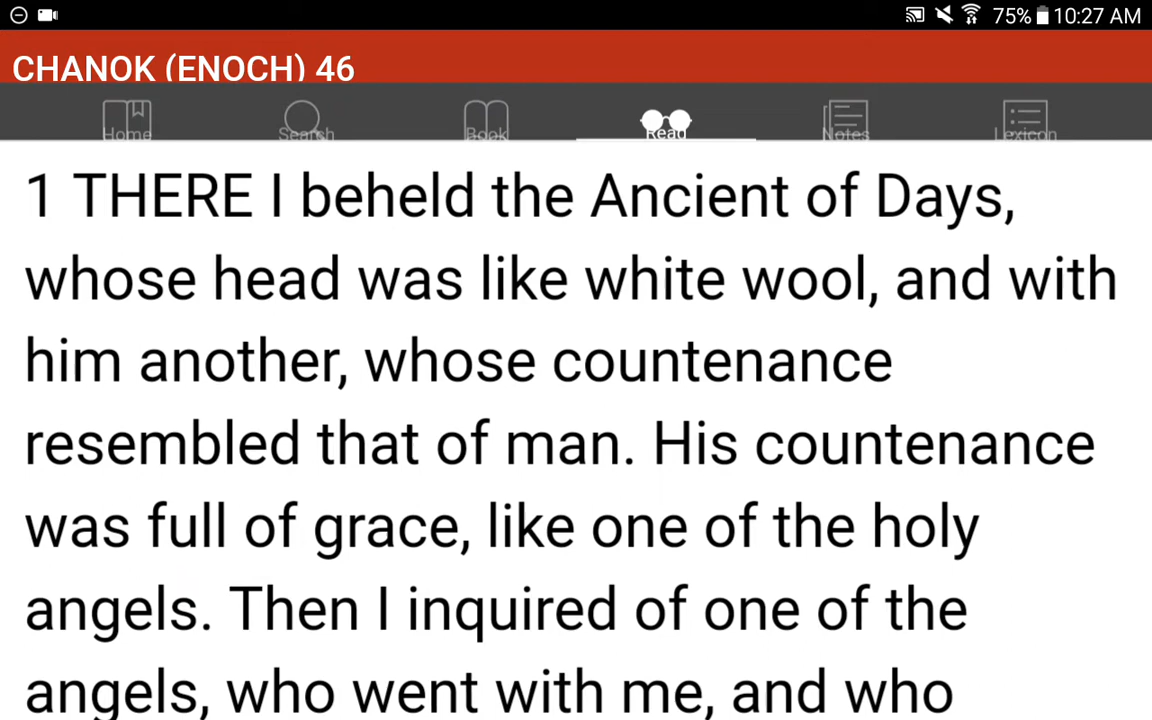 75% 10:27 AM
CHANOK (ENOCH) 46
Home Search Book Read Notes Lexicon
1 THERE I beheld the Ancient of Days,
whose head was like white wool, and with
him another, whose countenance
resembled that of man. His countenance
was full of grace, like one of the holy
angels. Then I inquired of one of the
angels, who went with me, and who